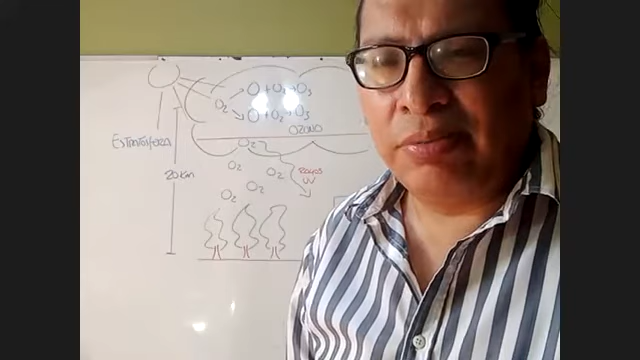 O + O₂ = O₃
O₂
O + O₂ = O₃
OZONO
ESTRATÓSFERA
O₂
O₂
O₂
RAYOS
UV
20 Km
O₂
O₂